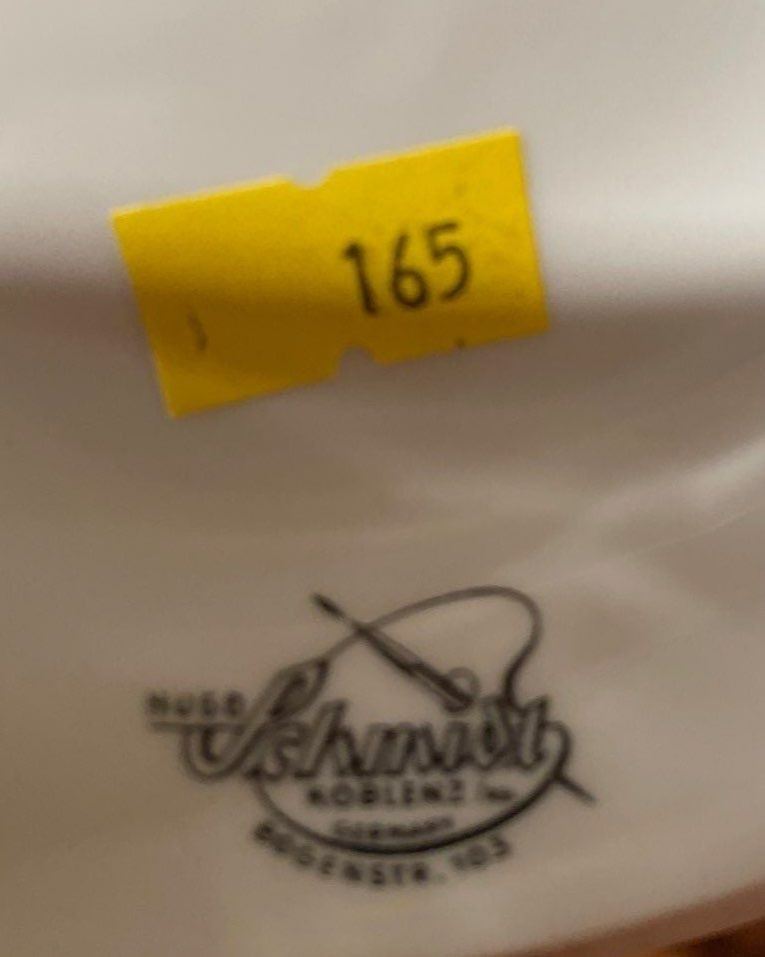 165
HUGO
Schmidt
KOBLENZ
GERMANY
BOGENSTR. 103